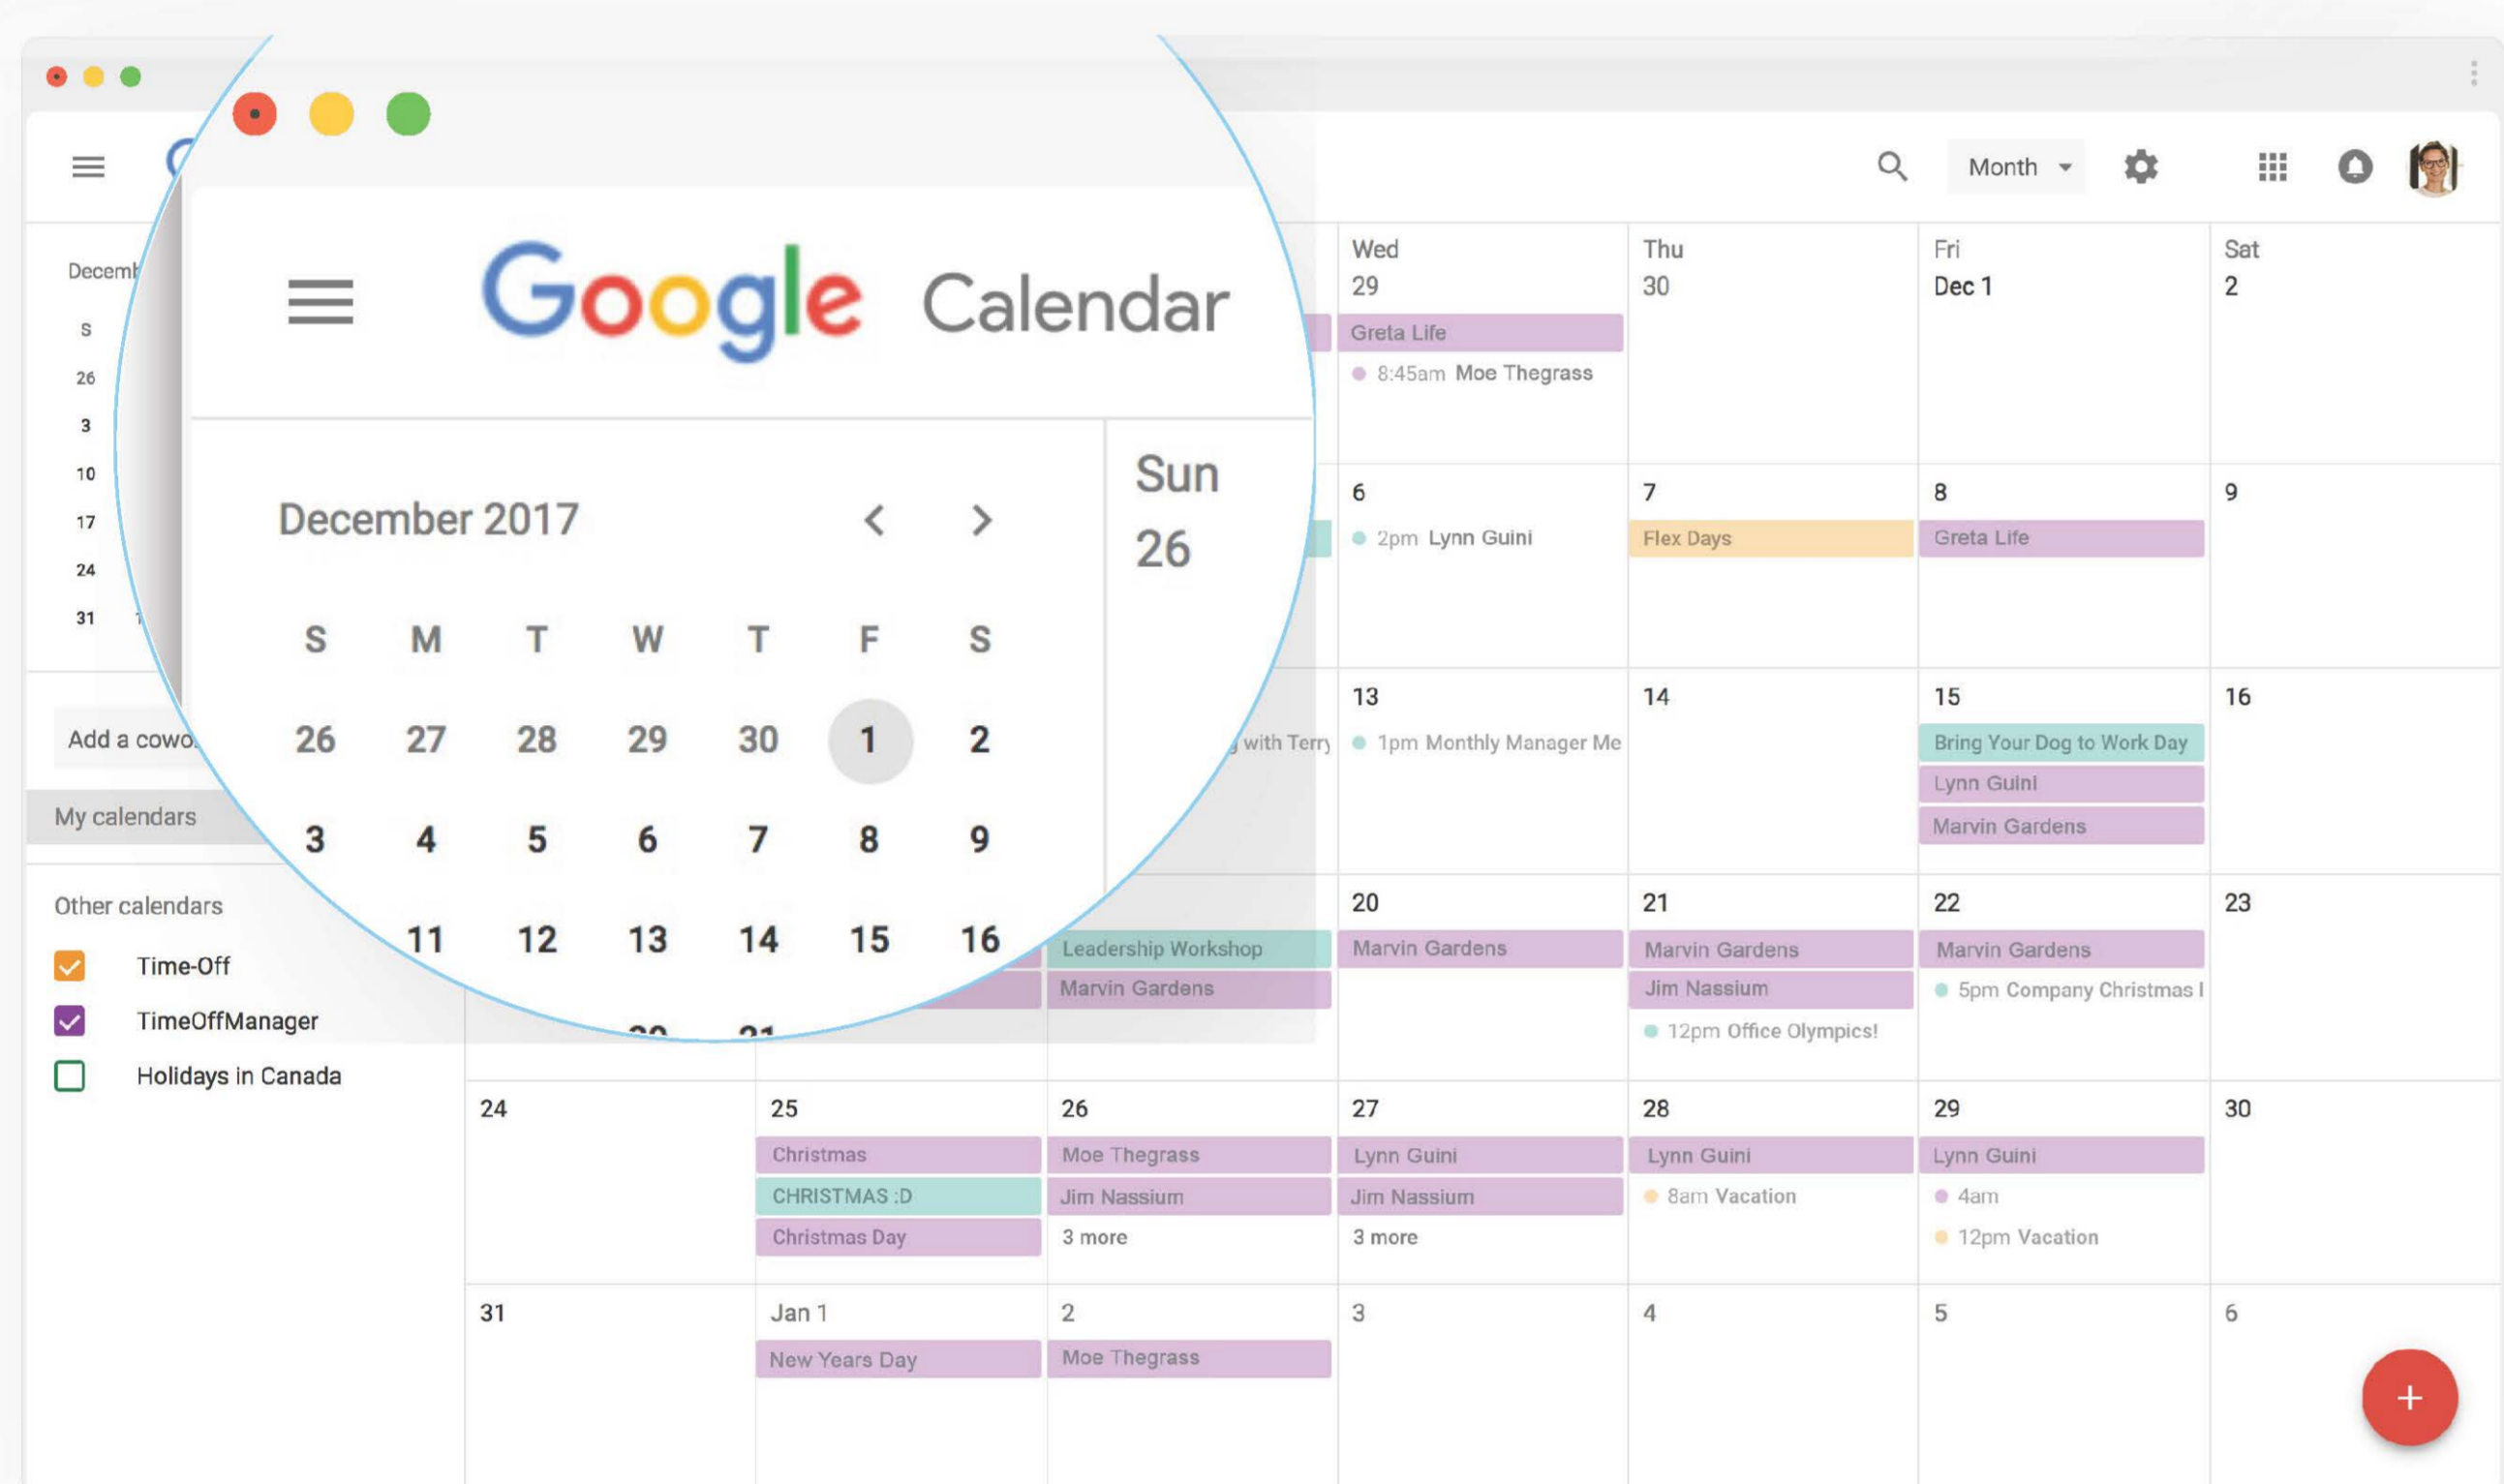 Google Calendar
Month
Decemb
S
26
3
10
17
24
31
December 2017
S M T W T F S
26 27 28 29 30 1 2
3 4 5 6 7 8 9
11 12 13 14 15 16
Add a cowo
My calendars
Other calendars
Time-Off
TimeOffManager
Holidays in Canada
Sun
26
Wed
29
Greta Life
8:45am Moe Thegrass
Thu
30
Fri
Dec 1
Sat
2
6
2pm Lynn Guini
7
Flex Days
8
Greta Life
9
with Terry
13
1pm Monthly Manager Me
14
15
Bring Your Dog to Work Day
Lynn Guini
Marvin Gardens
16
Leadership Workshop
Marvin Gardens
20
Marvin Gardens
21
Marvin Gardens
Jim Nassium
12pm Office Olympics!
22
Marvin Gardens
5pm Company Christmas
23
24
25
Christmas
CHRISTMAS :D
Christmas Day
26
Moe Thegrass
Jim Nassium
3 more
27
Lynn Guini
Jim Nassium
3 more
28
Lynn Guini
8am Vacation
29
Lynn Guini
4am
12pm Vacation
30
31
Jan 1
New Years Day
2
Moe Thegrass
3
4
5
6